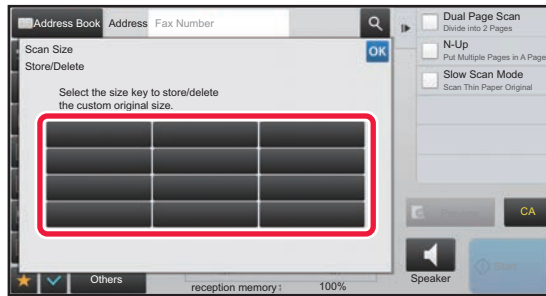 Address Book Address Fax Number
Scan Size
OK
Store/Delete
Select the size key to store/delete
the custom original size.
Others
reception memory: 100%
Dual Page Scan
Divide into 2 Pages
N-Up
Put Multiple Pages in A Page
Slow Scan Mode
Scan Thin Paper Original
CA
Speaker
Start